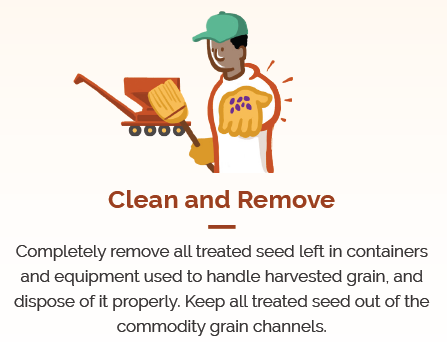 Clean and Remove
Completely remove all treated seed left in containers
and equipment used to handle harvested grain, and
dispose of it properly. Keep all treated seed out of the
commodity grain channels.